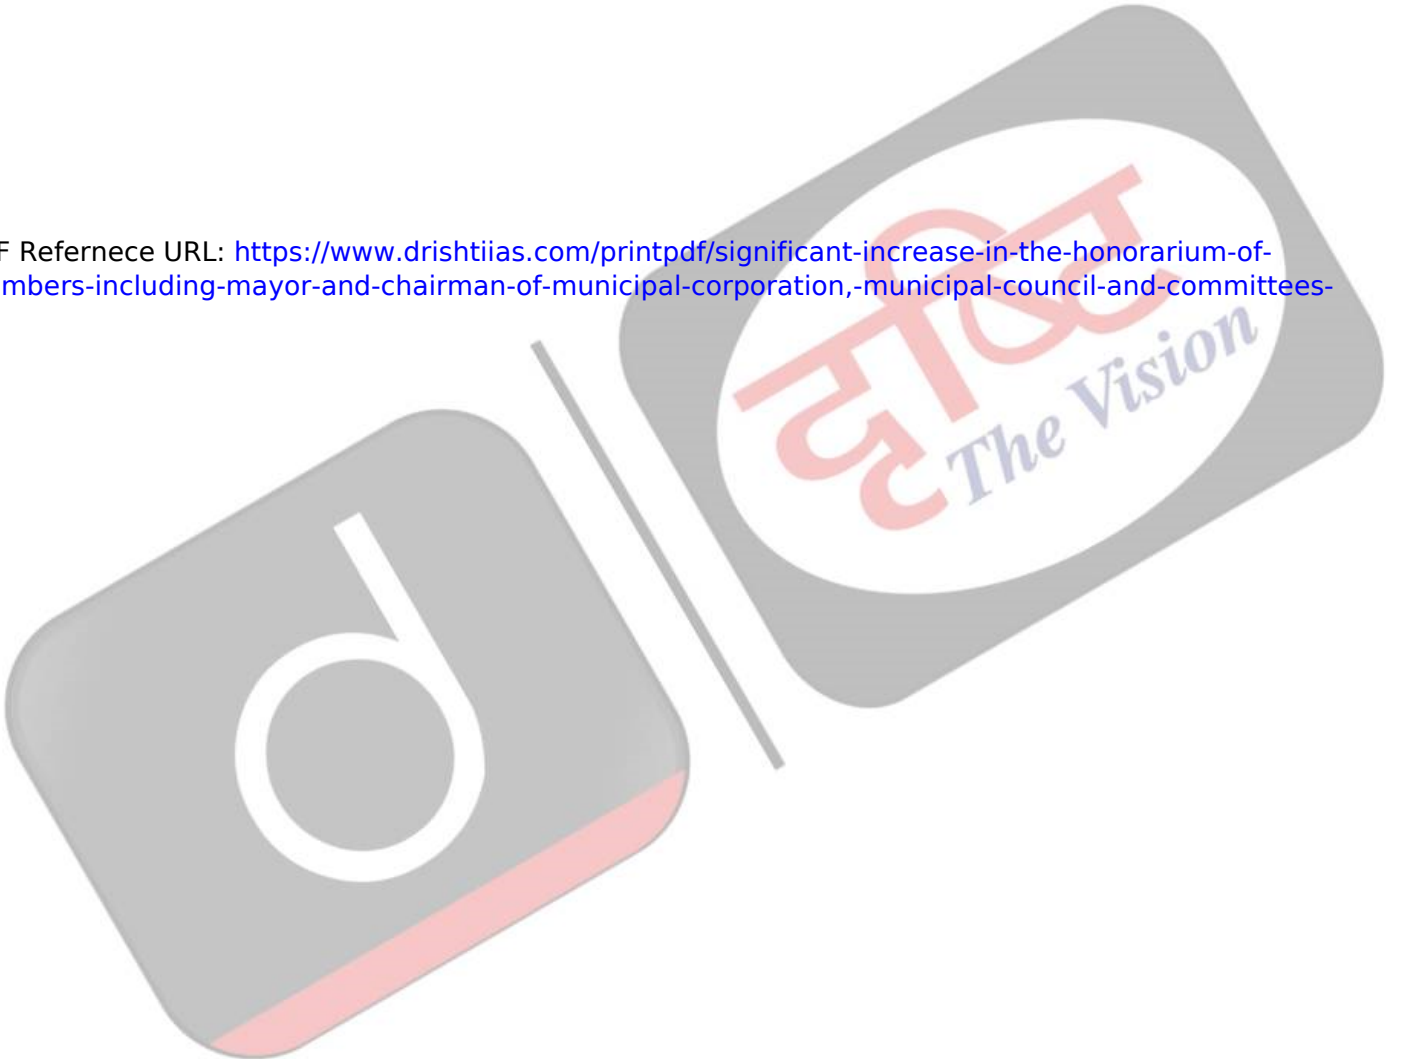 F Refernece URL: https://www.drishtiias.com/printpdf/significant-increase-in-the-honorarium-of-
mbers-including-mayor-and-chairman-of-municipal-corporation,-municipal-council-and-committees-
दृष्टि
The Vision
d